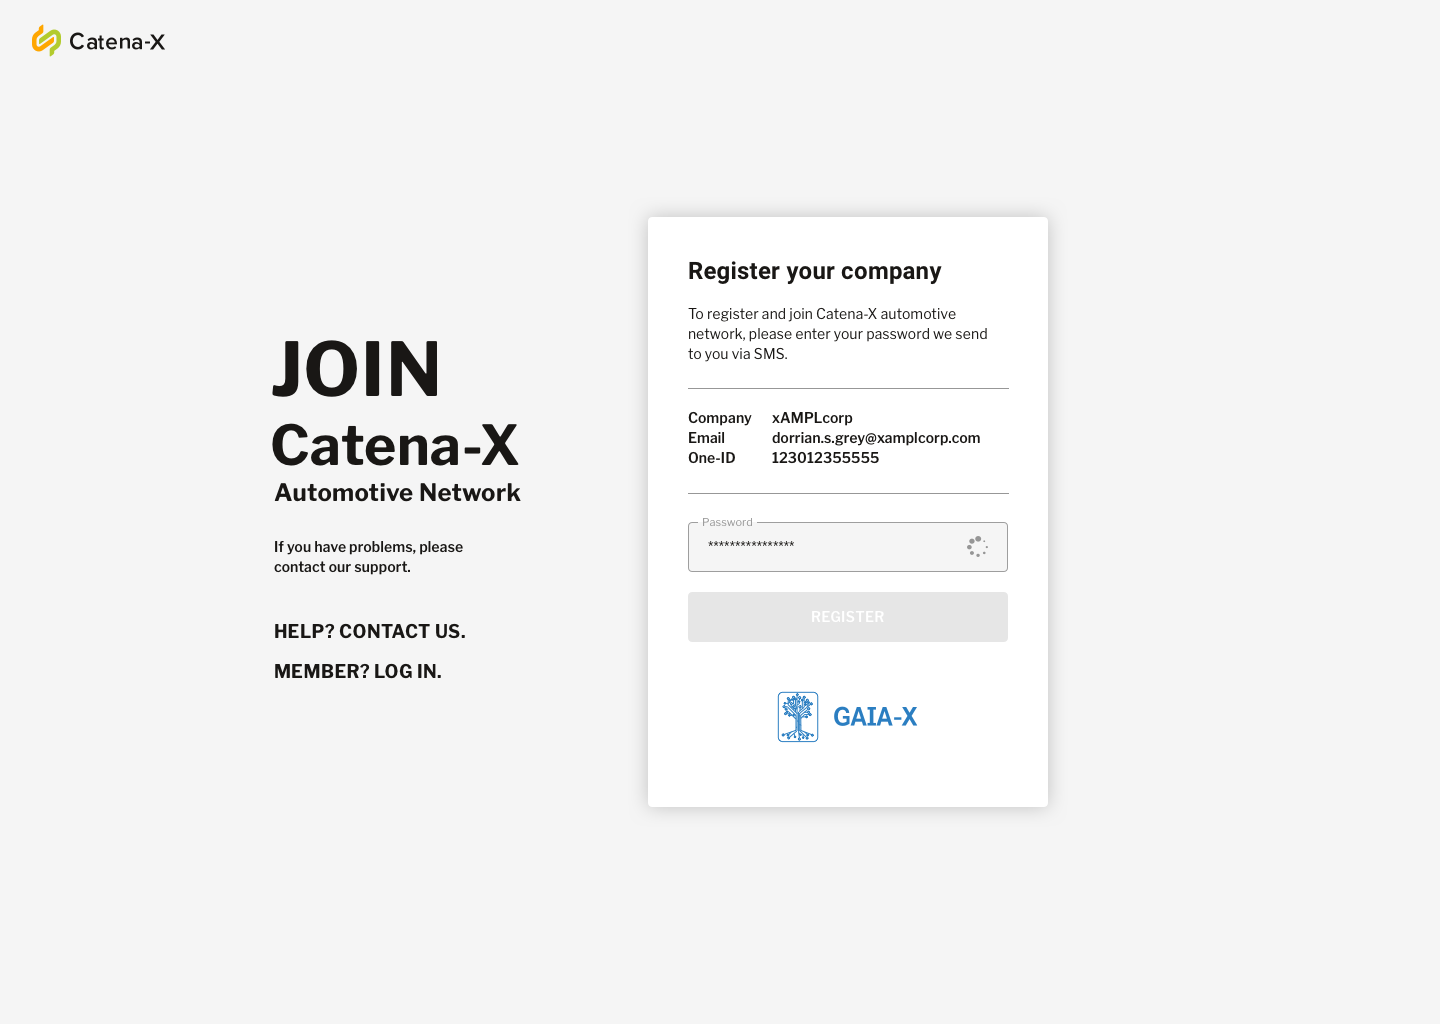 Catena-X
JOIN
Catena-X
Automotive Network
If you have problems, please
contact our support.
HELP? CONTACT US.
MEMBER? LOG IN.
Register your company
To register and join Catena-X automotive
network, please enter your password we send
to you via SMS.
Company xAMPLcorp
Email dorrian.s.grey@xamplcorp.com
One-ID 123012355555
Password
****************
REGISTER
GAIA-X